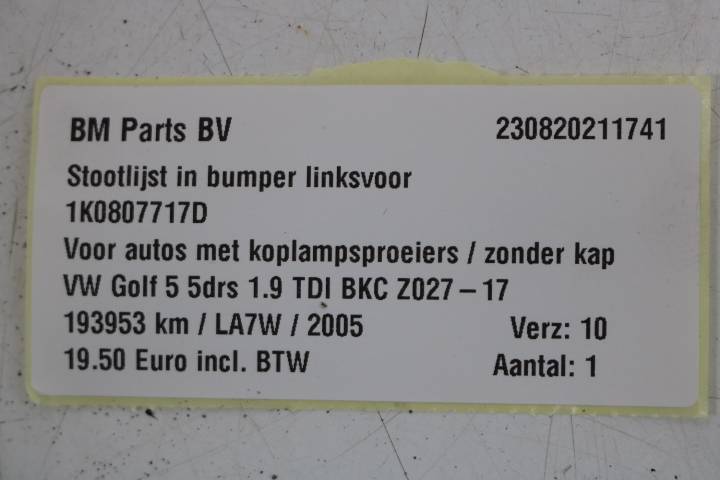 BM Parts BV 230820211741
Stootlijst in bumper linksvoor
1K0807717D
Voor autos met koplampsproeiers / zonder kap
VW Golf 5 5drs 1.9 TDI BKC Z027 – 17
193953 km / LA7W / 2005 Verz: 10
19.50 Euro incl. BTW Aantal: 1